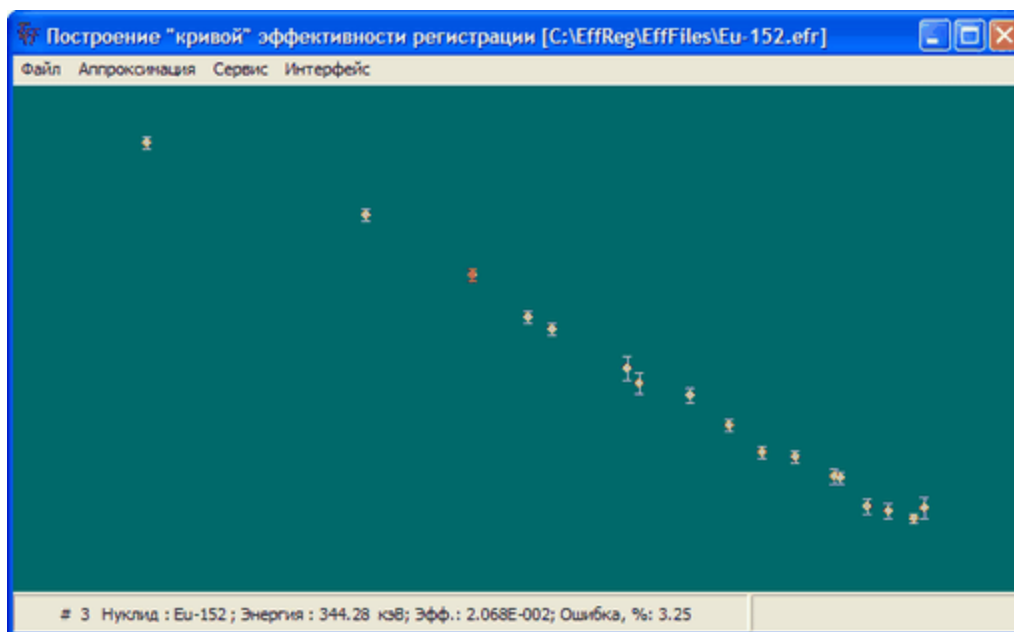 Построение "кривой" эффективности регистрации [C:\EffReg\EffFiles\Eu-152.efr]
Файл Аппроксимация Сервис Интерфейс
# 3 Нуклид : Eu-152 ; Энергия : 344.28 кэВ; Эфф.: 2.068E-002; Ошибка, %: 3.25